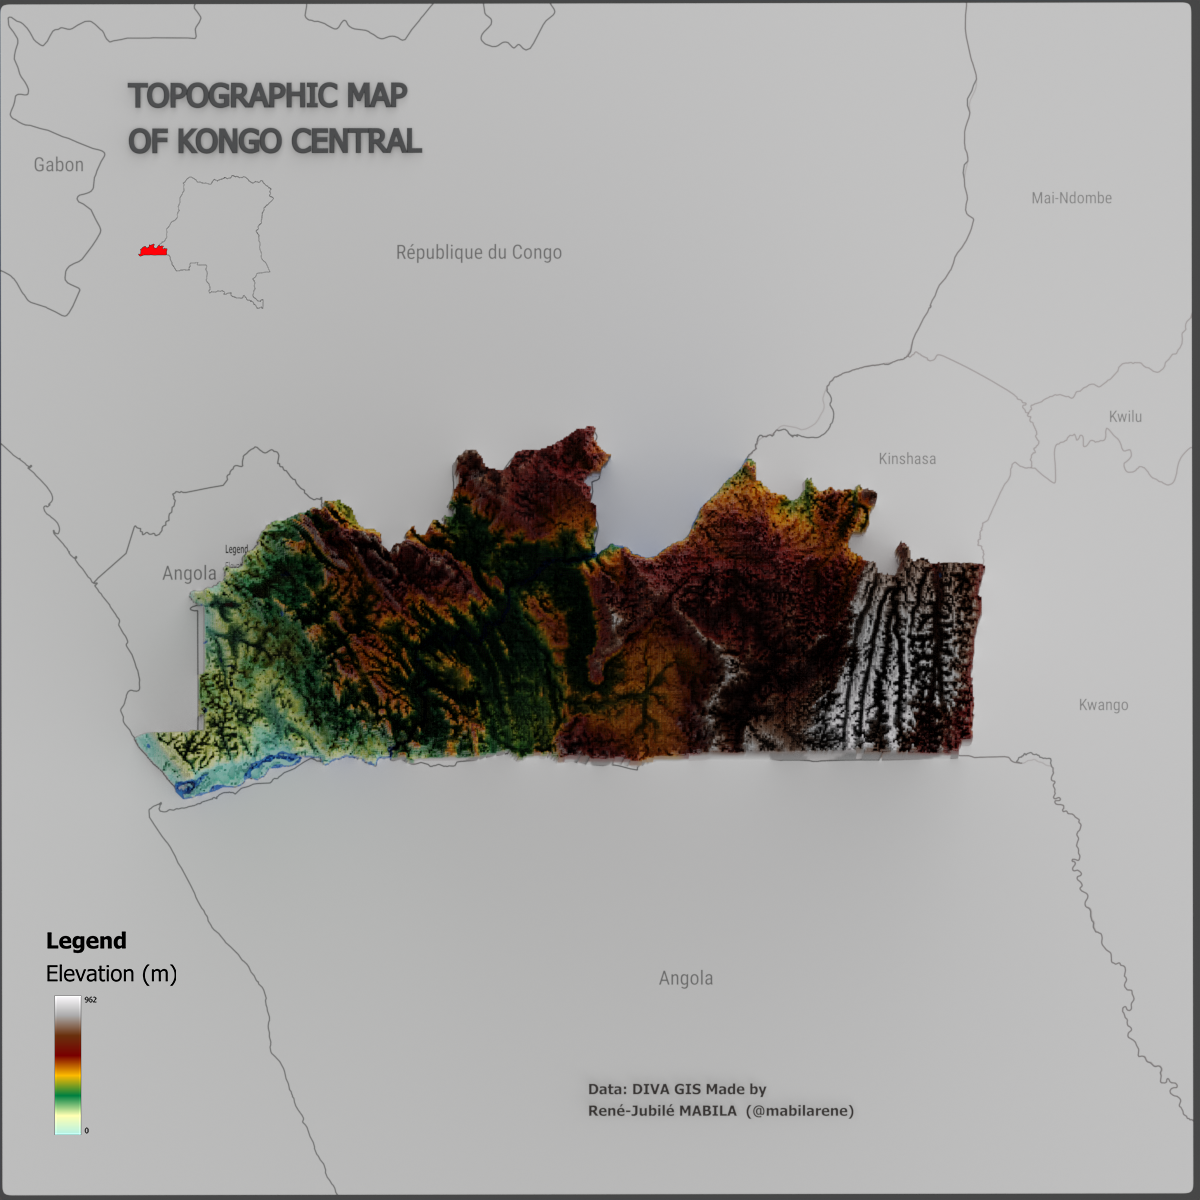 TOPOGRAPHIC MAP
OF KONGO CENTRAL
Gabon
Mai-Ndombe
République du Congo
Kwilu
Kinshasa
Legend
Angola
Kwango
Legend
Elevation (m)
962
0
Angola
Data: DIVA GIS Made by
René-Jubilé MABILA (@mabilarene)